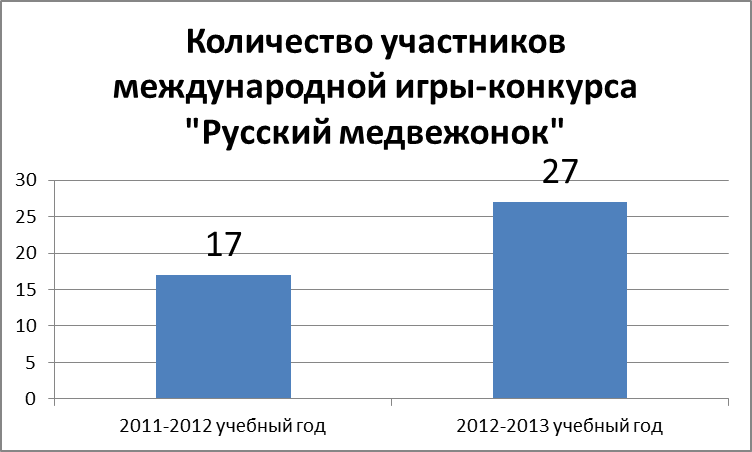 Количество участников
международной игры-конкурса
"Русский медвежонок"
30
25
20
15
10
5
0
17
27
2011-2012 учебный год
2012-2013 учебный год